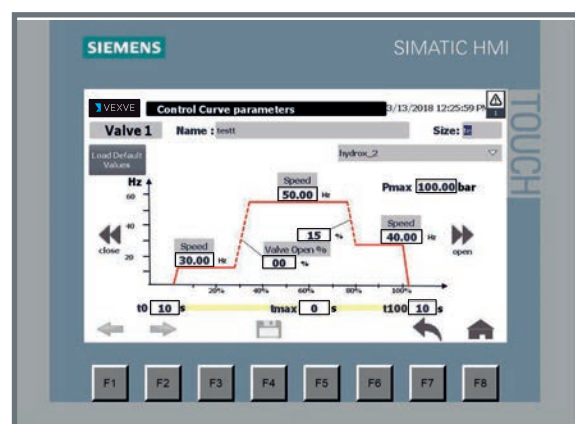 SIEMENS SIMATIC HMI
TOUCH
VEXVE Control Curve parameters 3/13/2018 12:25:59 PM
1
Valve 1 Name : testt Size:
Load Default
Values
hydrox_2
Hz
60
40
20
Speed
50.00 Hz
Pmax 100.00 bar
close
Speed
30.00 Hz
Valve Open %
00 %
15 %
Speed
40.00 Hz
open
20% 40% 60% 80% 100%
t0 10 s tmax 0 s t100 10 s
F1 F2 F3 F4 F5 F6 F7 F8